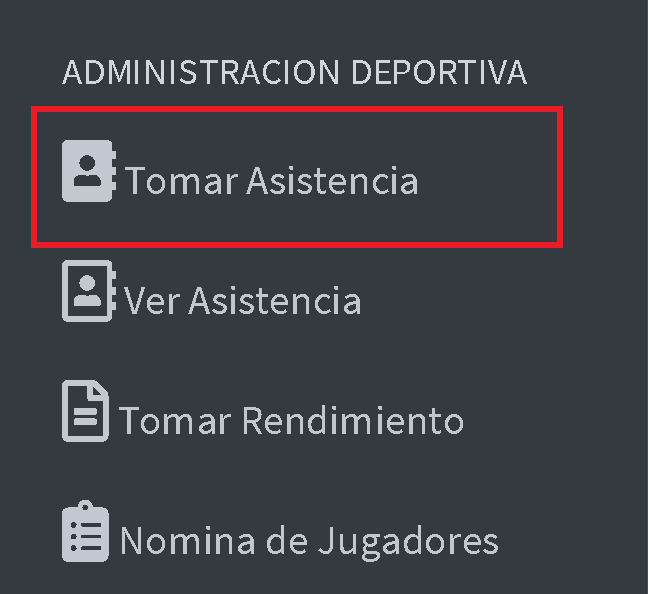 ADMINISTRACION DEPORTIVA
Tomar Asistencia
Ver Asistencia
Tomar Rendimiento
Nomina de Jugadores